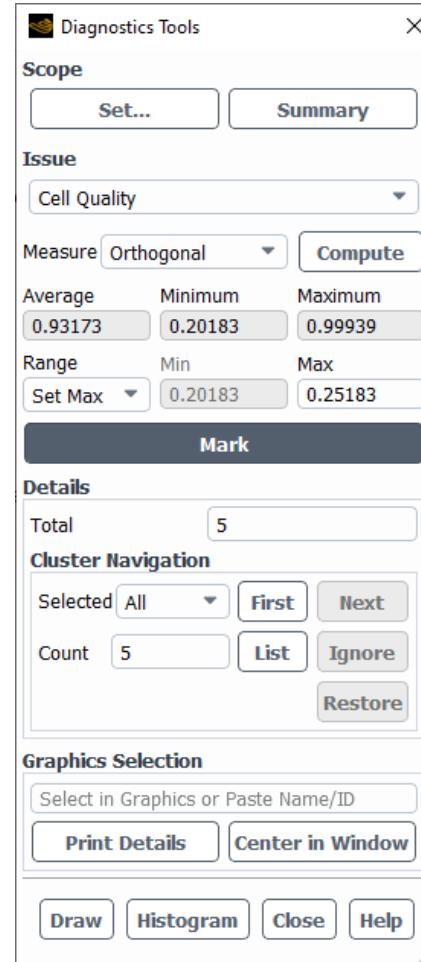 Diagnostics Tools
Scope
Set... Summary
Issue
Cell Quality
Measure Orthogonal Compute
Average Minimum Maximum
0.93173 0.20183 0.99939
Range Min Max
Set Max 0.20183 0.25183
Mark
Details
Total 5
Cluster Navigation
Selected All First Next
Count 5 List Ignore
Restore
Graphics Selection
Select in Graphics or Paste Name/ID
Print Details Center in Window
Draw Histogram Close Help